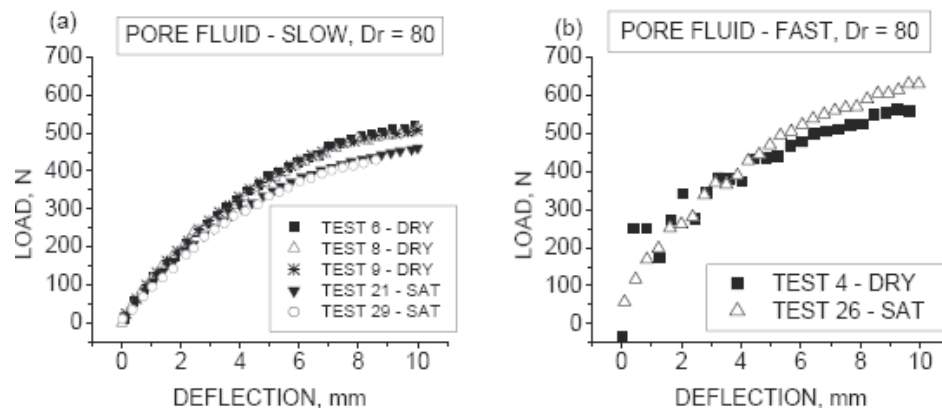 (a)
PORE FLUID - SLOW, Dr = 80
700
600
500
400
300
200
100
0
LOAD, N
TEST 6 - DRY
TEST 8 - DRY
TEST 9 - DRY
TEST 21 - SAT
TEST 29 - SAT
0 2 4 6 8 10
DEFLECTION, mm
(b)
PORE FLUID - FAST, Dr = 80
700
600
500
400
300
200
100
0
LOAD, N
TEST 4 - DRY
TEST 26 - SAT
0 2 4 6 8 10
DEFLECTION, mm